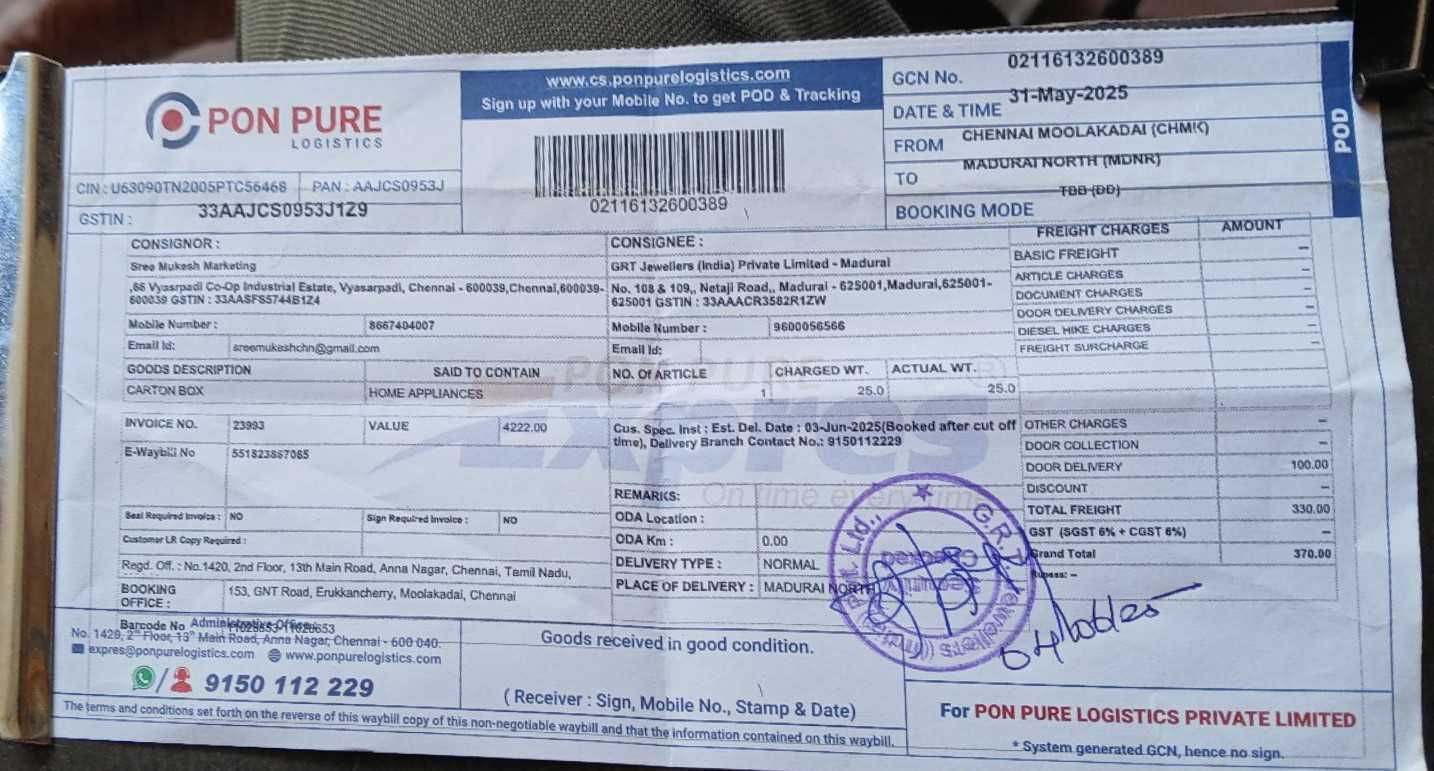 PON PURE
LOGISTICS
CIN : U63090TN2005PTC56468 PAN : AAJCS0953J
GSTIN : 33AAJCS0953J1Z9
www.cs.ponpurelogistics.com
Sign up with your Mobile No. to get POD & Tracking
02116132600389
GCN No. 02116132600389
DATE & TIME 31-May-2025
FROM CHENNAI MOOLAKADAI (CHMK)
TO MADURAI NORTH (MDNR)
BOOKING MODE TBB (DD)
POD
CONSIGNOR :
Sree Mukesh Marketing
,66 Vyasrpadi Co-Op Industrial Estate, Vyasarpadi, Chennai - 600039,Chennai,600039-
600039 GSTIN : 33AASFS5744B1Z4
Mobile Number : 8667404007
Email Id: sreemukeshchn@gmail.com
CONSIGNEE :
GRT Jewellers (India) Private Limited - Madurai
No. 108 & 109,, Netaji Road,, Madurai - 625001,Madurai,625001-
625001 GSTIN : 33AAACR3582R1ZW
Mobile Number : 9600056566
Email Id:
GOODS DESCRIPTION SAID TO CONTAIN NO. Of ARTICLE CHARGED WT. ACTUAL WT.
CARTON BOX HOME APPLIANCES 1 25.0 25.0
INVOICE NO. 23993 VALUE 4222.00
E-Waybill No 551823887085
Seal Required Invoice : NO Sign Required Invoice : NO
Customer LR Copy Required :
Regd. Off. : No.1420, 2nd Floor, 13th Main Road, Anna Nagar, Chennai, Tamil Nadu,
BOOKING OFFICE : 153, GNT Road, Erukkancherry, Moolakadai, Chennai
Cus. Spec. Inst : Est. Del. Date : 03-Jun-2025(Booked after cut off
time), Delivery Branch Contact No.: 9150112229
REMARKS:
ODA Location :
ODA Km : 0.00
DELIVERY TYPE : NORMAL
PLACE OF DELIVERY : MADURAI NORTH
PON PURE
Expres
On time every time
FREIGHT CHARGES AMOUNT
BASIC FREIGHT –
ARTICLE CHARGES –
DOCUMENT CHARGES –
DOOR DELIVERY CHARGES –
DIESEL HIKE CHARGES –
FREIGHT SURCHARGE –
OTHER CHARGES –
DOOR COLLECTION –
DOOR DELIVERY 100.00
DISCOUNT –
TOTAL FREIGHT 330.00
GST (SGST 6% + CGST 6%) –
Grand Total 370.00
Rupees: –
G.R.T Jewellers (India) Pvt. Ltd.,
Security Checked
Barcode No
Administrative Office
No. 1429, 2nd Floor, 13th Main Road, Anna Nagar, Chennai - 600 040.
expres@ponpurelogistics.com www.ponpurelogistics.com
/ 9150 112 229
Goods received in good condition.
( Receiver : Sign, Mobile No., Stamp & Date)
For PON PURE LOGISTICS PRIVATE LIMITED
* System generated GCN, hence no sign.
The terms and conditions set forth on the reverse of this waybill copy of this non-negotiable waybill and that the information contained on this waybill.